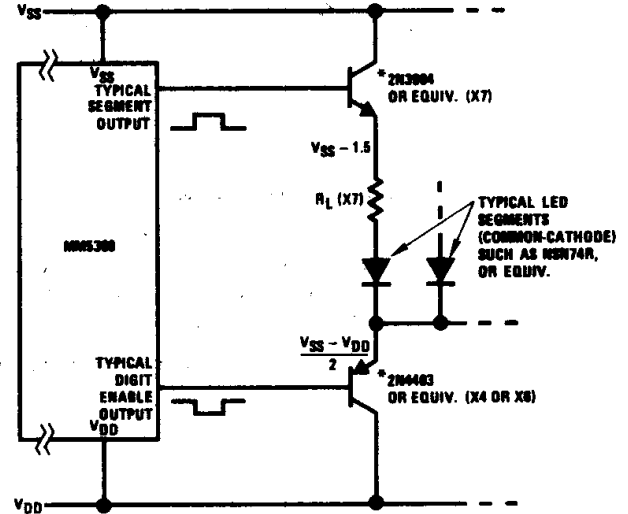 VSS
VSS
TYPICAL
SEGMENT
OUTPUT
* 2N3904
OR EQUIV. (X7)
VSS – 1.5
RL (X7)
TYPICAL LED
SEGMENTS
(COMMON-CATHODE)
SUCH AS NSN74R,
OR EQUIV.
VSS – VDD
2
TYPICAL
DIGIT
ENABLE
OUTPUT
VDD
* 2N4403
OR EQUIV. (X4 OR X6)
VDD